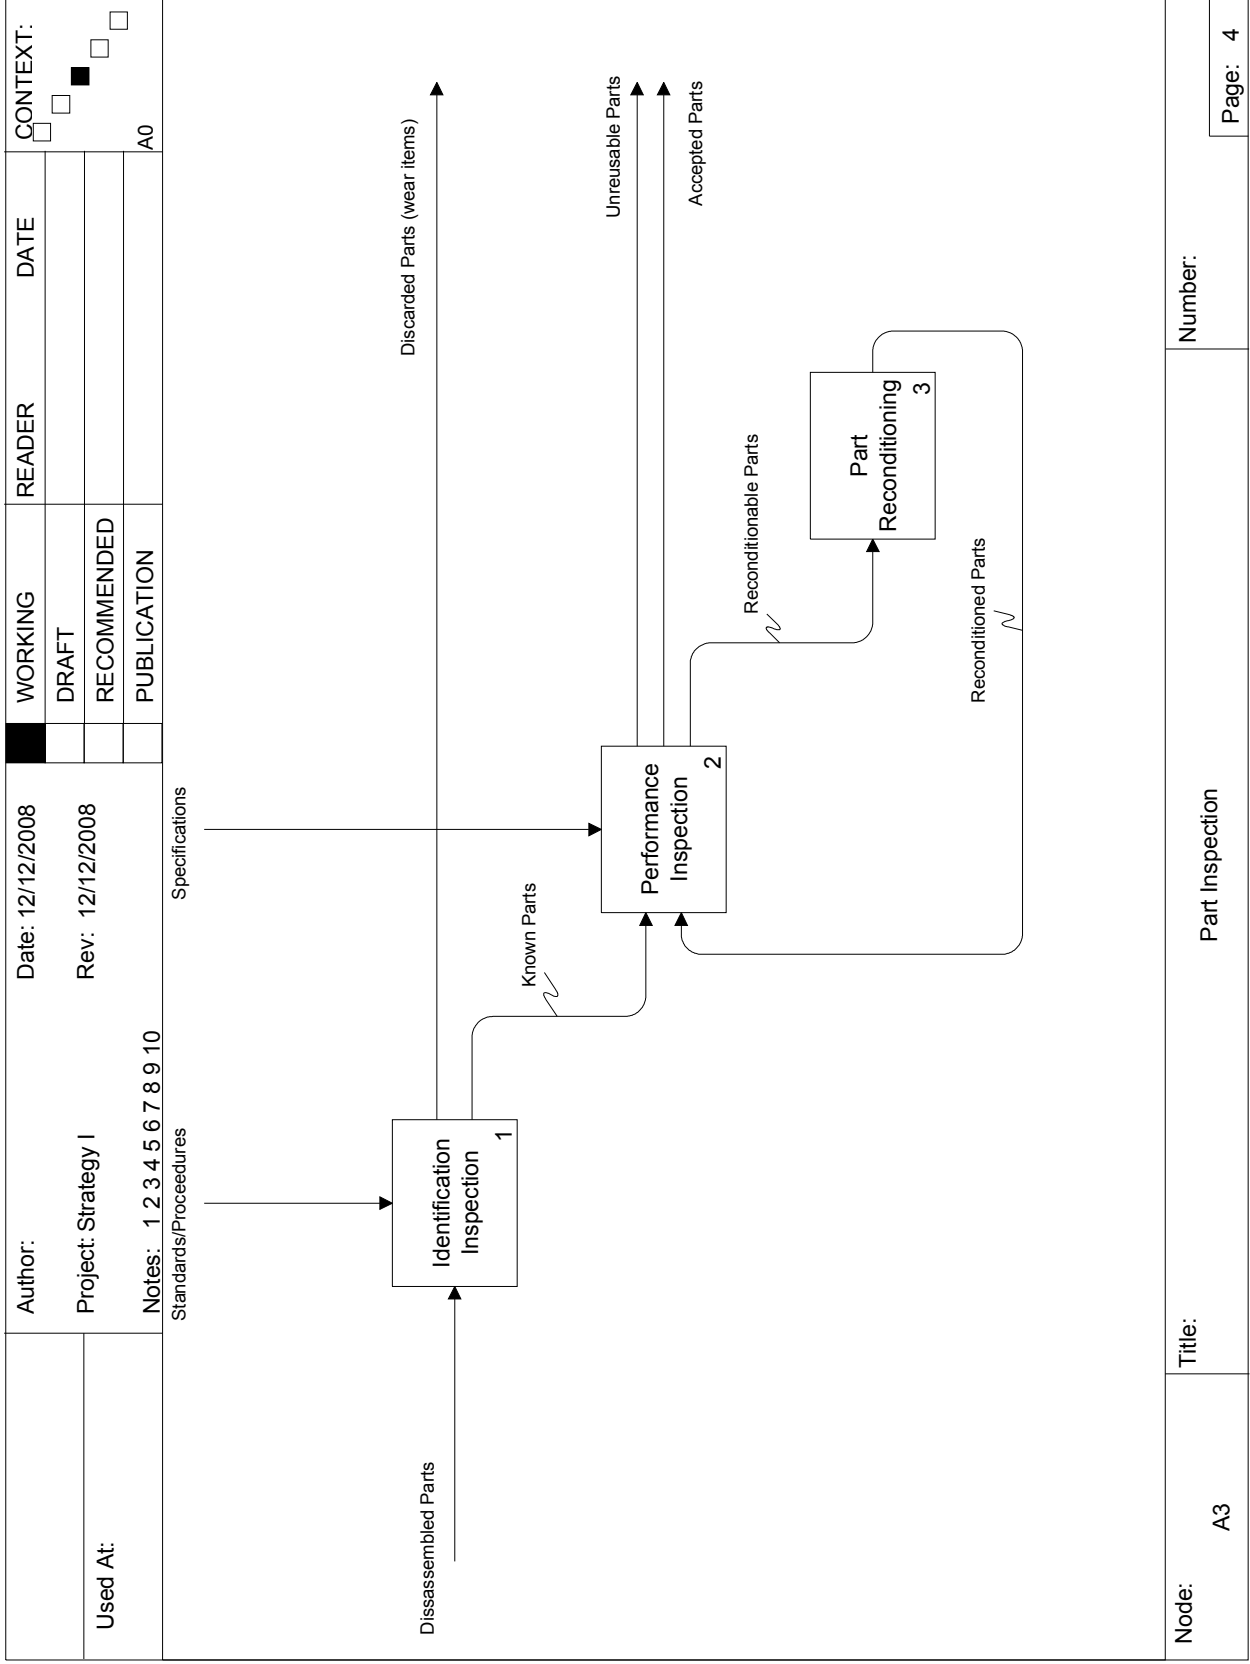 Used At:
Author:
Date: 12/12/2008
Project: Strategy I
Rev: 12/12/2008
Notes: 1 2 3 4 5 6 7 8 9 10
WORKING
DRAFT
RECOMMENDED
PUBLICATION
READER
DATE
CONTEXT:
A0
Standards/Proceedures
Specifications
Dissassembled Parts
Identification
Inspection
1
Discarded Parts (wear items)
Known Parts
Performance
Inspection
2
Unreusable Parts
Accepted Parts
Reconditionable Parts
Part
Reconditioning
3
Reconditioned Parts
Node:
A3
Title:
Part Inspection
Number:
Page: 4